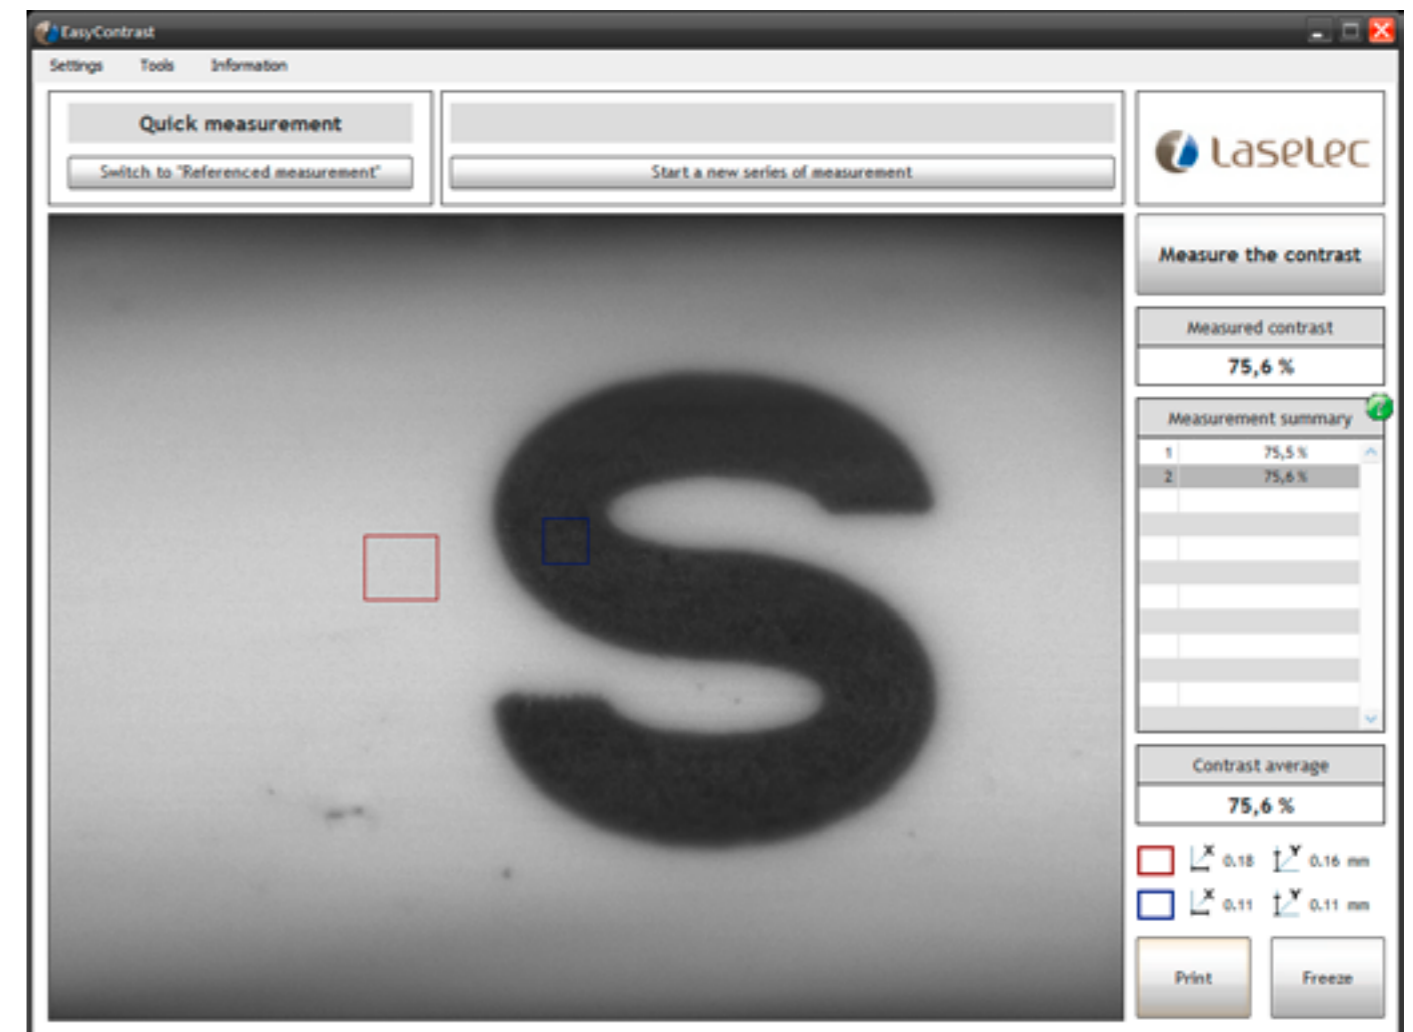 EasyContrast
Settings Tools Information
Quick measurement
Switch to "Referenced measurement"
Start a new series of measurement
Laselec
Measure the contrast
Measured contrast
75,6 %
Measurement summary
1 75,5 %
2 75,6 %
S
Contrast average
75,6 %
X 0.18 Y 0.16 mm
X 0.11 Y 0.11 mm
Print Freeze